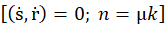 [(ṡ,ṙ) = 0; n = µk]